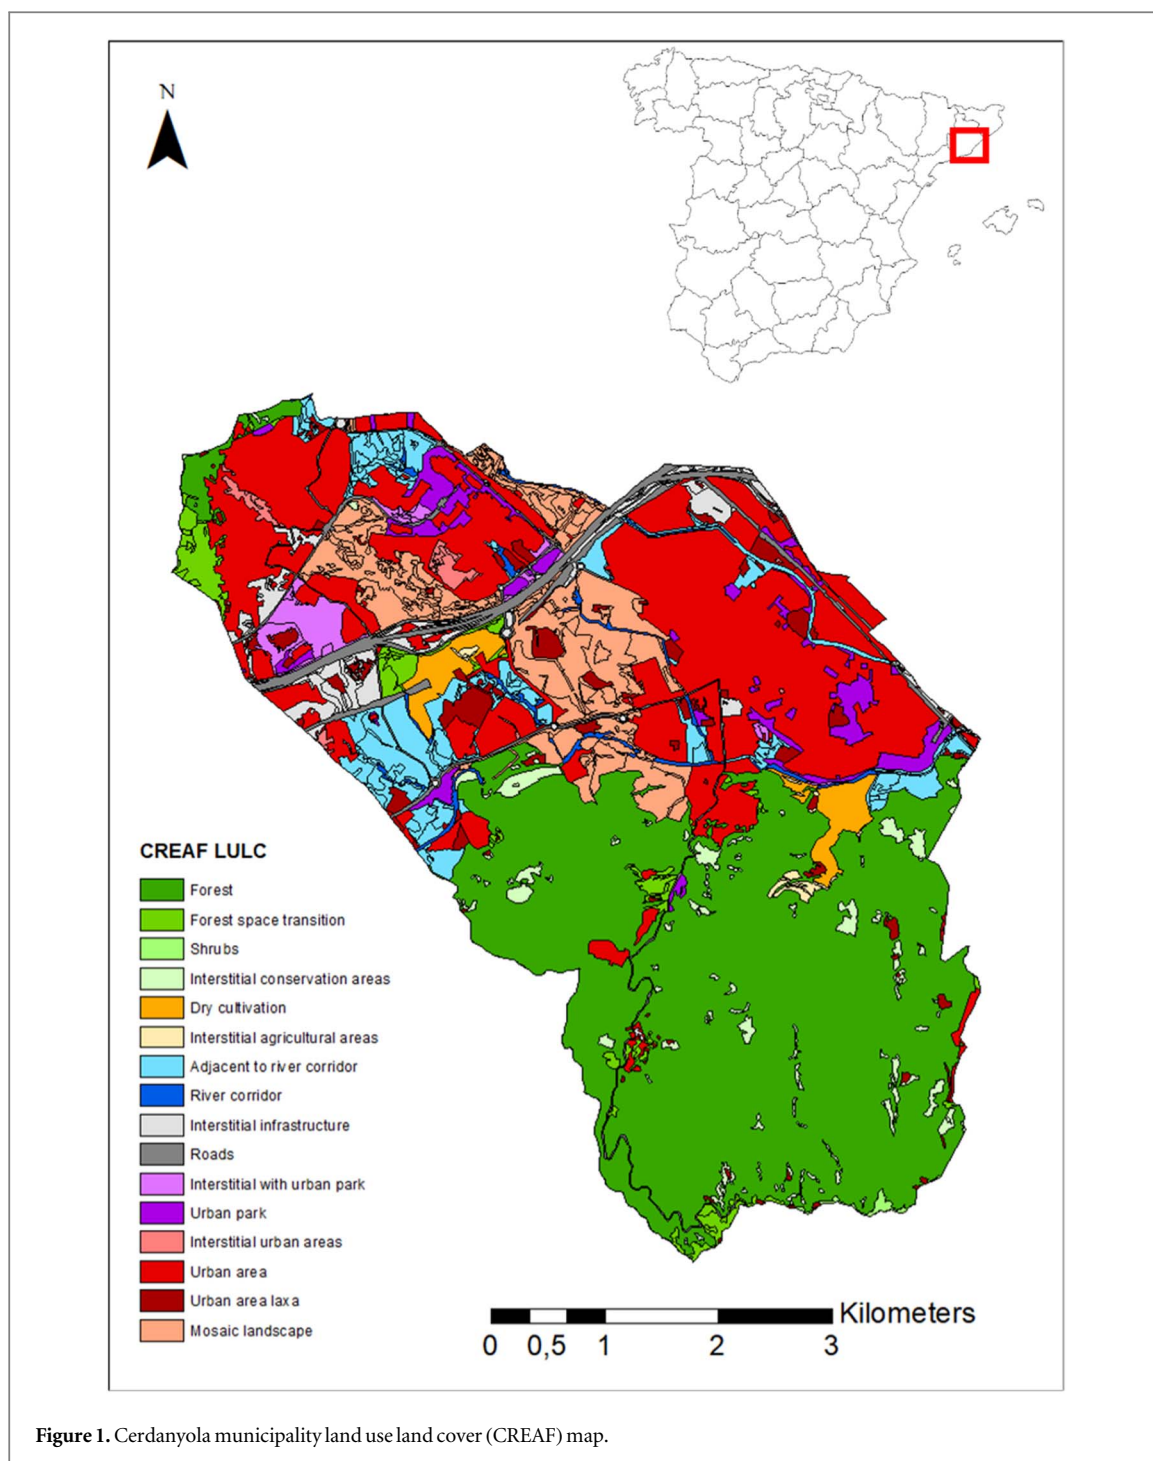 N
CREAF LULC
Forest
Forest space transition
Shrubs
Interstitial conservation areas
Dry cultivation
Interstitial agricultural areas
Adjacent to river corridor
River corridor
Interstitial infrastructure
Roads
Interstitial with urban park
Urban park
Interstitial urban areas
Urban area
Urban area laxa
Mosaic landscape
Kilometers
0 0,5 1 2 3
Figure 1. Cerdanyola municipality land use land cover (CREAF) map.